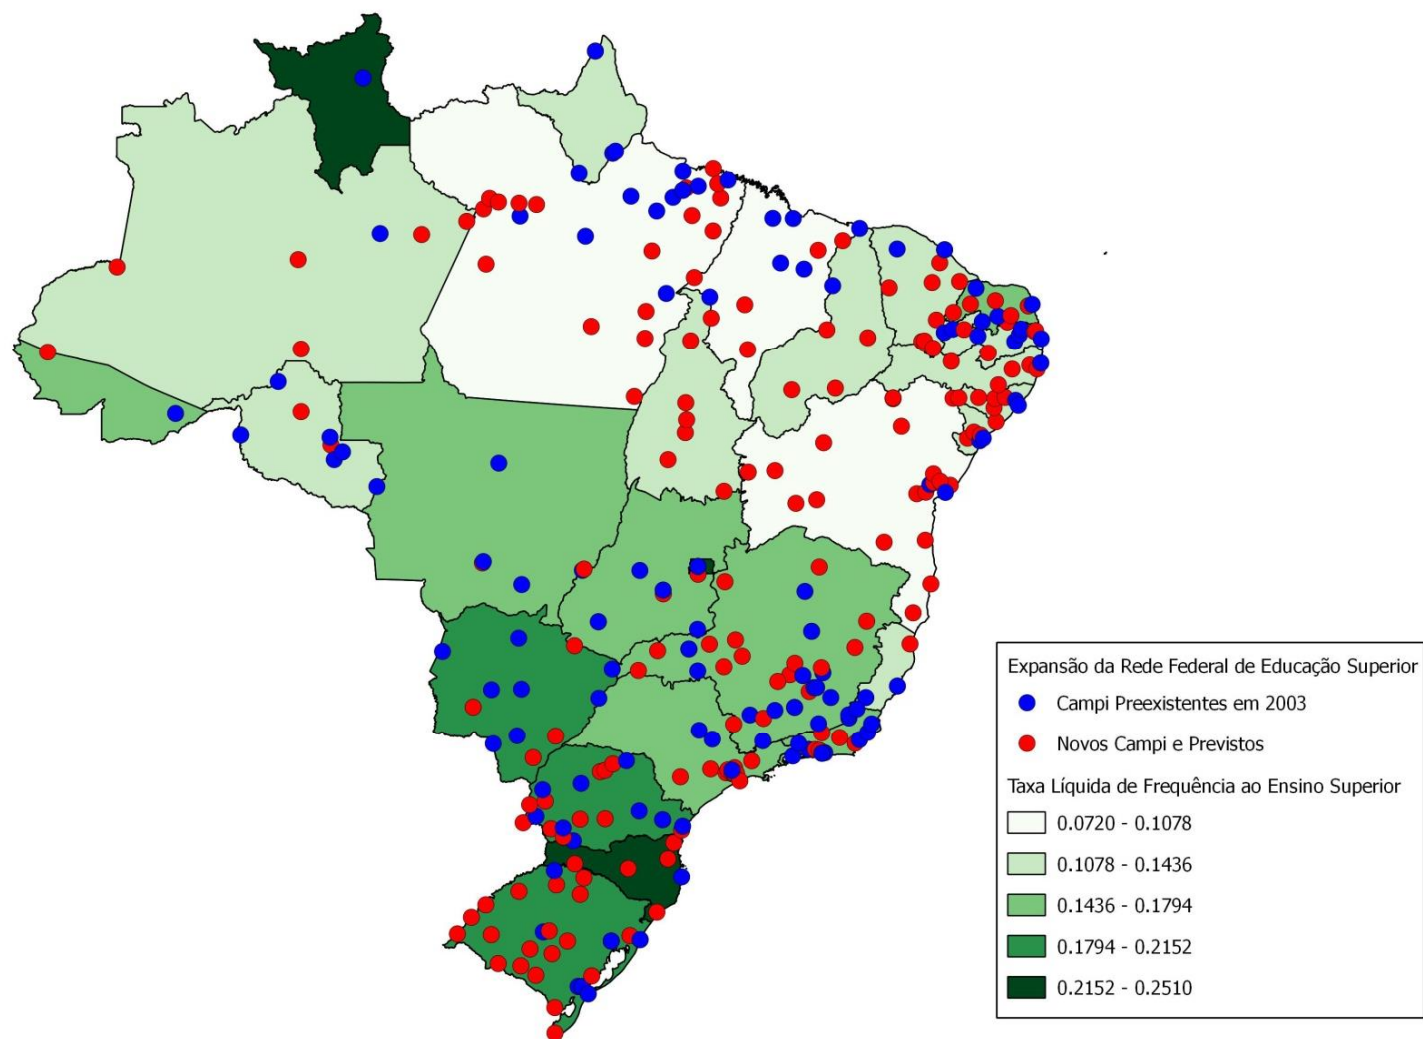 Expansão da Rede Federal de Educação Superior
Campi Preexistentes em 2003
Novos Campi e Previstos
Taxa Líquida de Frequência ao Ensino Superior
0.0720 - 0.1078
0.1078 - 0.1436
0.1436 - 0.1794
0.1794 - 0.2152
0.2152 - 0.2510